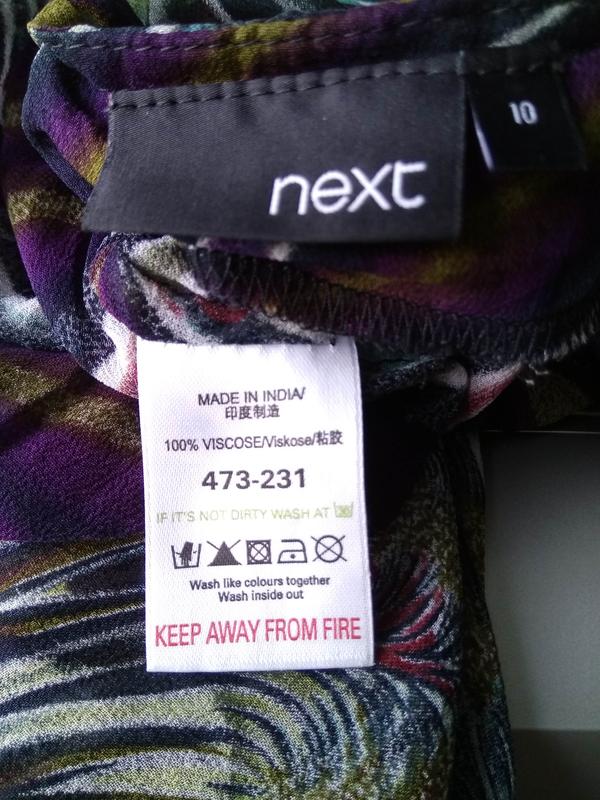 next
10
MADE IN INDIA/
印度制造
100% VISCOSE/Viskose/粘胶
473-231
IF IT'S NOT DIRTY WASH AT 30
Wash like colours together
Wash inside out
KEEP AWAY FROM FIRE